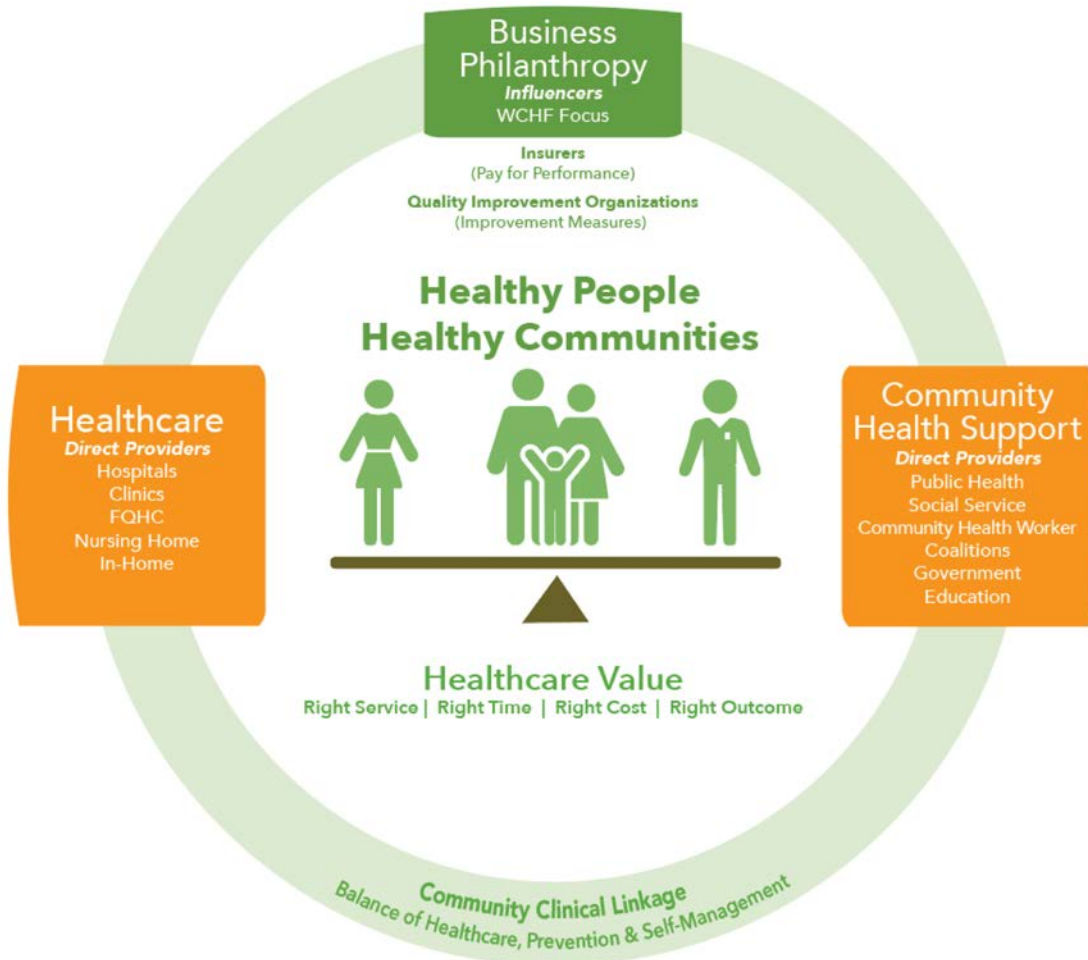 Business
Philanthropy
Influencers
WCHF Focus
Insurers
(Pay for Performance)
Quality Improvement Organizations
(Improvement Measures)
Healthy People
Healthy Communities
Healthcare
Direct Providers
Hospitals
Clinics
FQHC
Nursing Home
In-Home
Community
Health Support
Direct Providers
Public Health
Social Service
Community Health Worker
Coalitions
Government
Education
Healthcare Value
Right Service | Right Time | Right Cost | Right Outcome
Community Clinical Linkage
Balance of Healthcare, Prevention & Self-Management